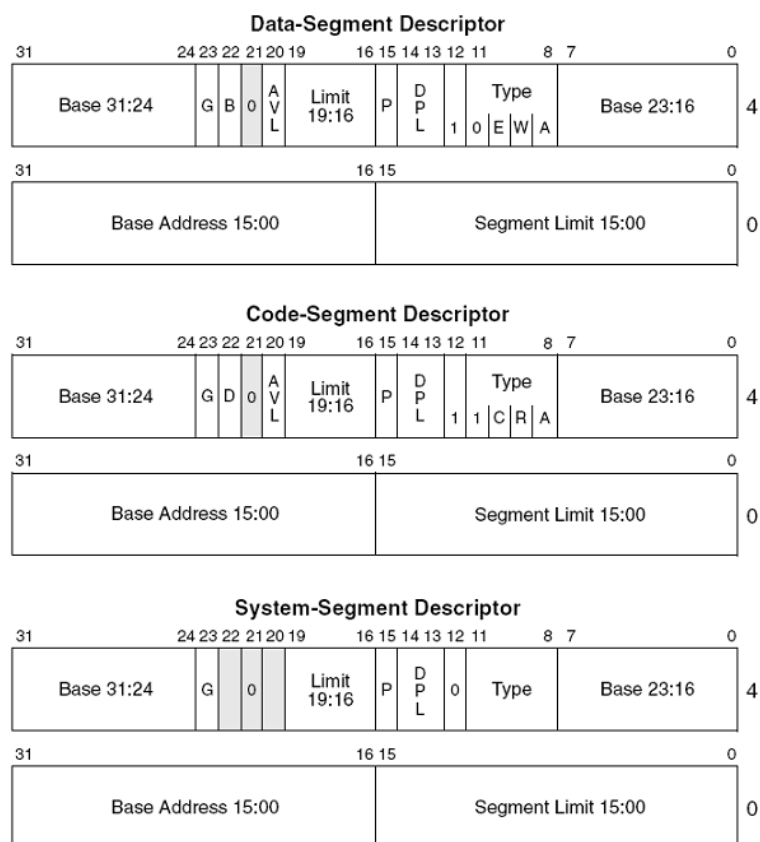 Data-Segment Descriptor
31 24 23 22 21 20 19 16 15 14 13 12 11 8 7 0
Base 31:24 G B 0 AVL Limit 19:16 P DPL 1 Type 0 E W A Base 23:16 4
31 16 15 0
Base Address 15:00 Segment Limit 15:00 0
Code-Segment Descriptor
31 24 23 22 21 20 19 16 15 14 13 12 11 8 7 0
Base 31:24 G D 0 AVL Limit 19:16 P DPL 1 Type 1 C R A Base 23:16 4
31 16 15 0
Base Address 15:00 Segment Limit 15:00 0
System-Segment Descriptor
31 24 23 22 21 20 19 16 15 14 13 12 11 8 7 0
Base 31:24 G 0 Limit 19:16 P DPL 0 Type Base 23:16 4
31 16 15 0
Base Address 15:00 Segment Limit 15:00 0